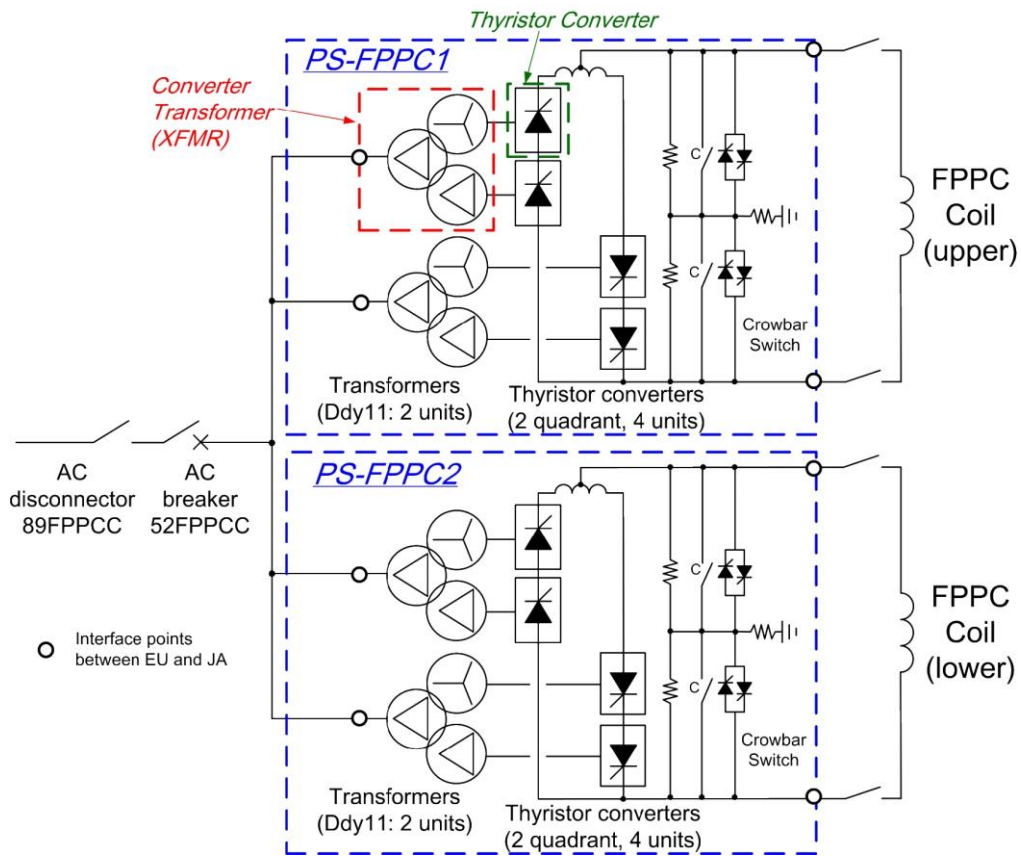 Thyristor Converter
PS-FPPC1
Converter
Transformer
(XFMR)
C
C
FPPC
Coil
(upper)
Crowbar
Switch
Transformers
(Ddy11: 2 units)
Thyristor converters
(2 quadrant, 4 units)
AC
disconnector
89FPPCC
AC
breaker
52FPPCC
PS-FPPC2
C
C
FPPC
Coil
(lower)
Interface points
between EU and JA
Crowbar
Switch
Transformers
(Ddy11: 2 units)
Thyristor converters
(2 quadrant, 4 units)